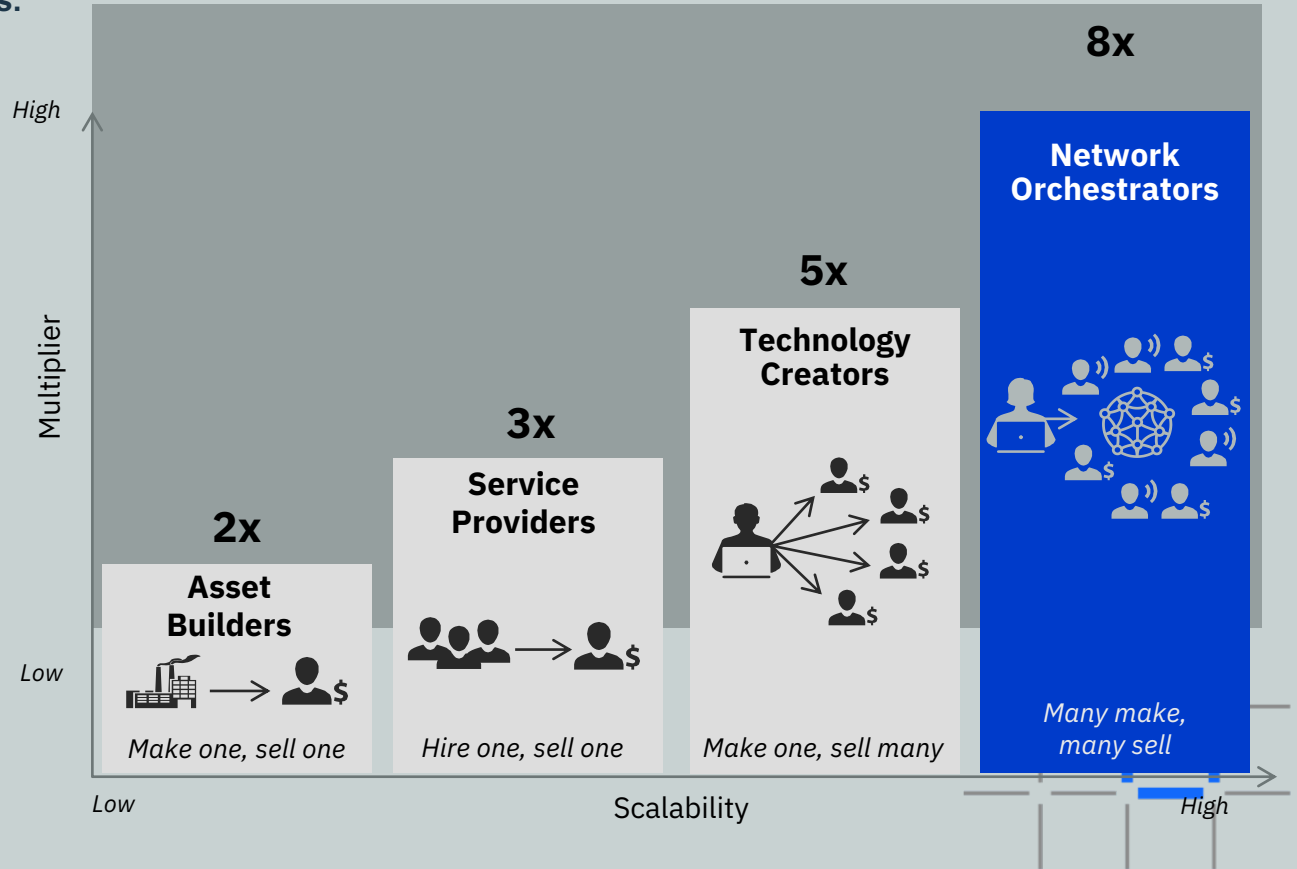 s.
8x
High
Network
Orchestrators
5x
Technology
Creators
Multiplier
3x
Service
Providers
2x
Asset
Builders
$
$
$
$
$
$
$
$
$
$
Low
Make one, sell one
Hire one, sell one
Make one, sell many
Many make,
many sell
Low
Scalability
High